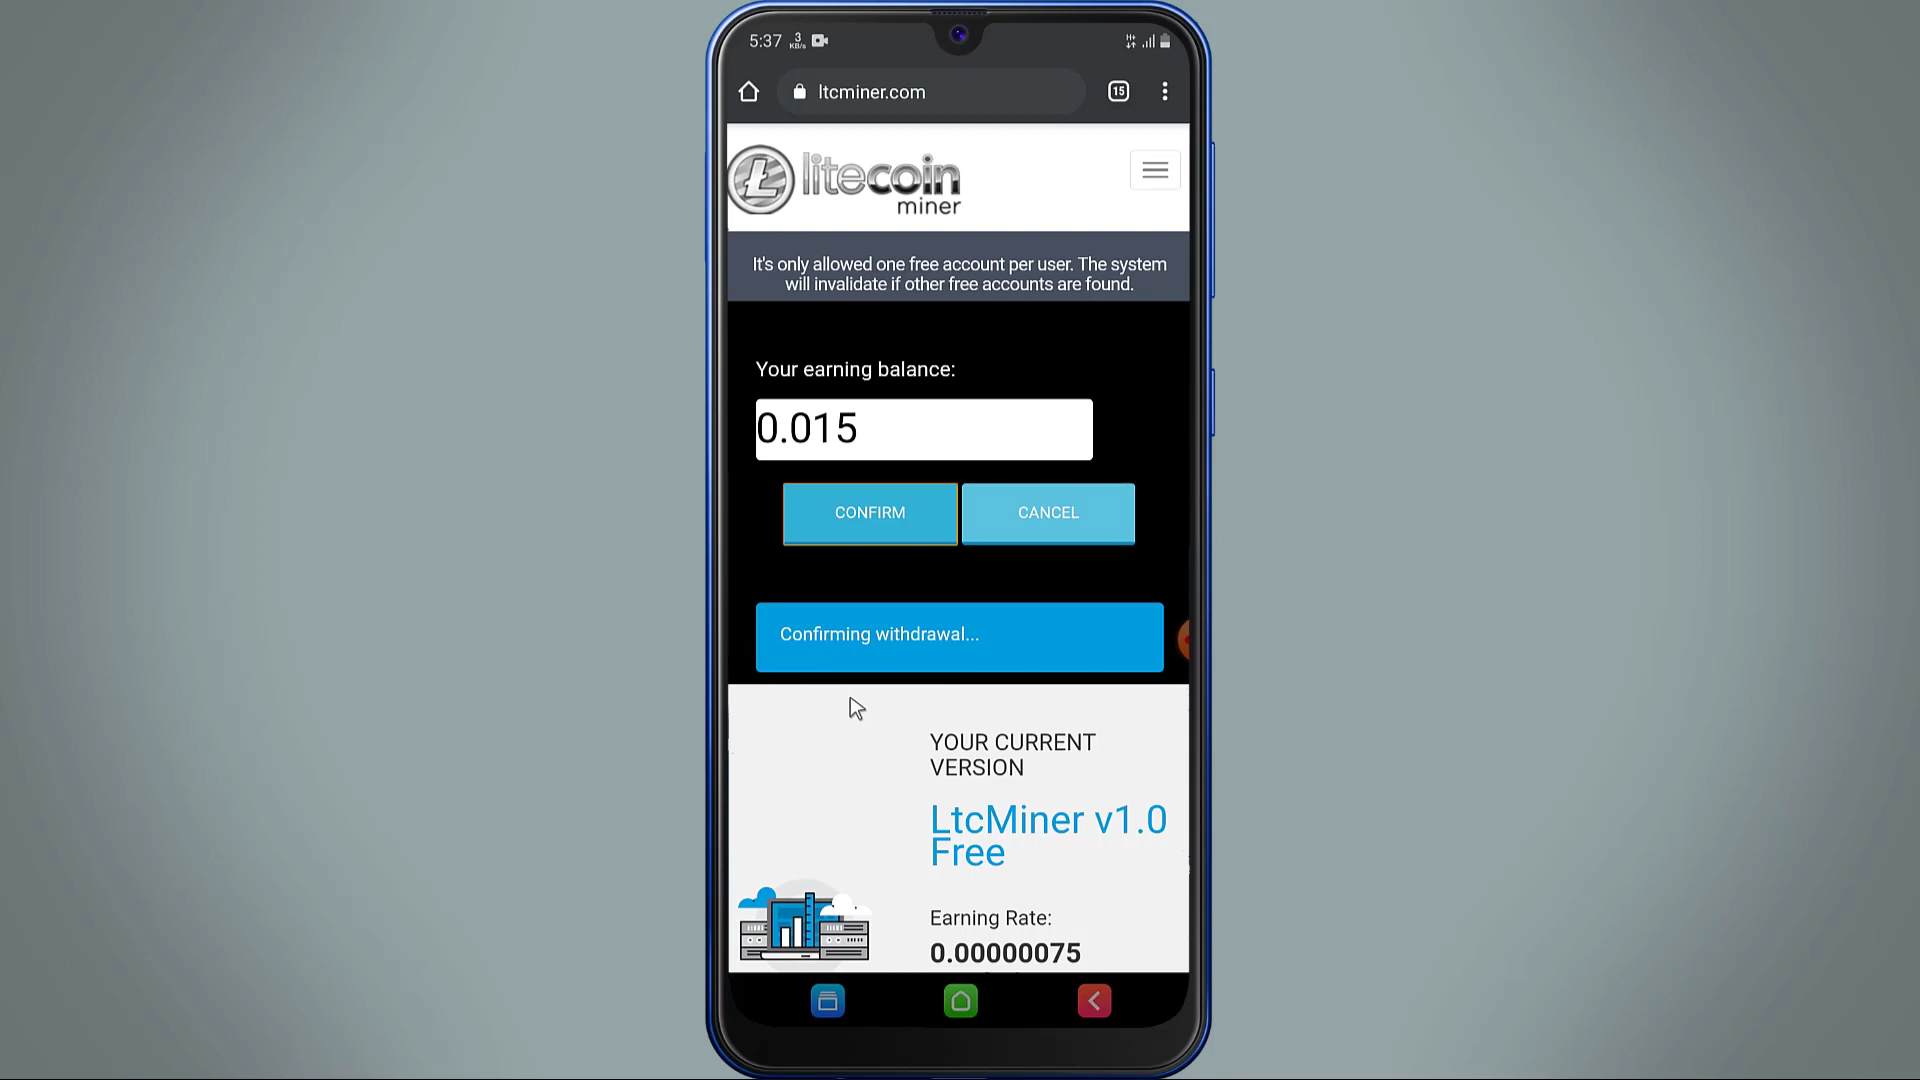 5:37 3 KB/s
15
ltcminer.com
litecoin
miner
It's only allowed one free account per user. The system
will invalidate if other free accounts are found.
Your earning balance:
0.015
CONFIRM CANCEL
Confirming withdrawal...
YOUR CURRENT
VERSION
LtcMiner v1.0
Free
Earning Rate:
0.00000075